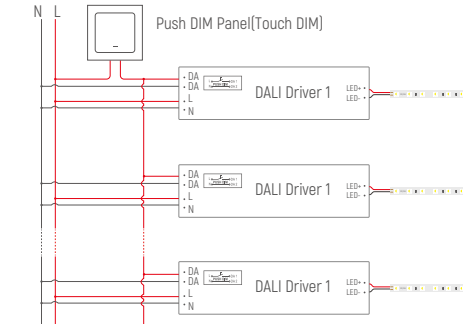 N L
Push DIM Panel(Touch DIM)
DA
DA
L
N
DALI Driver 1
LED+
LED-
DA
DA
L
N
DALI Driver 1
LED+
LED-
DA
DA
L
N
DALI Driver 1
LED+
LED-